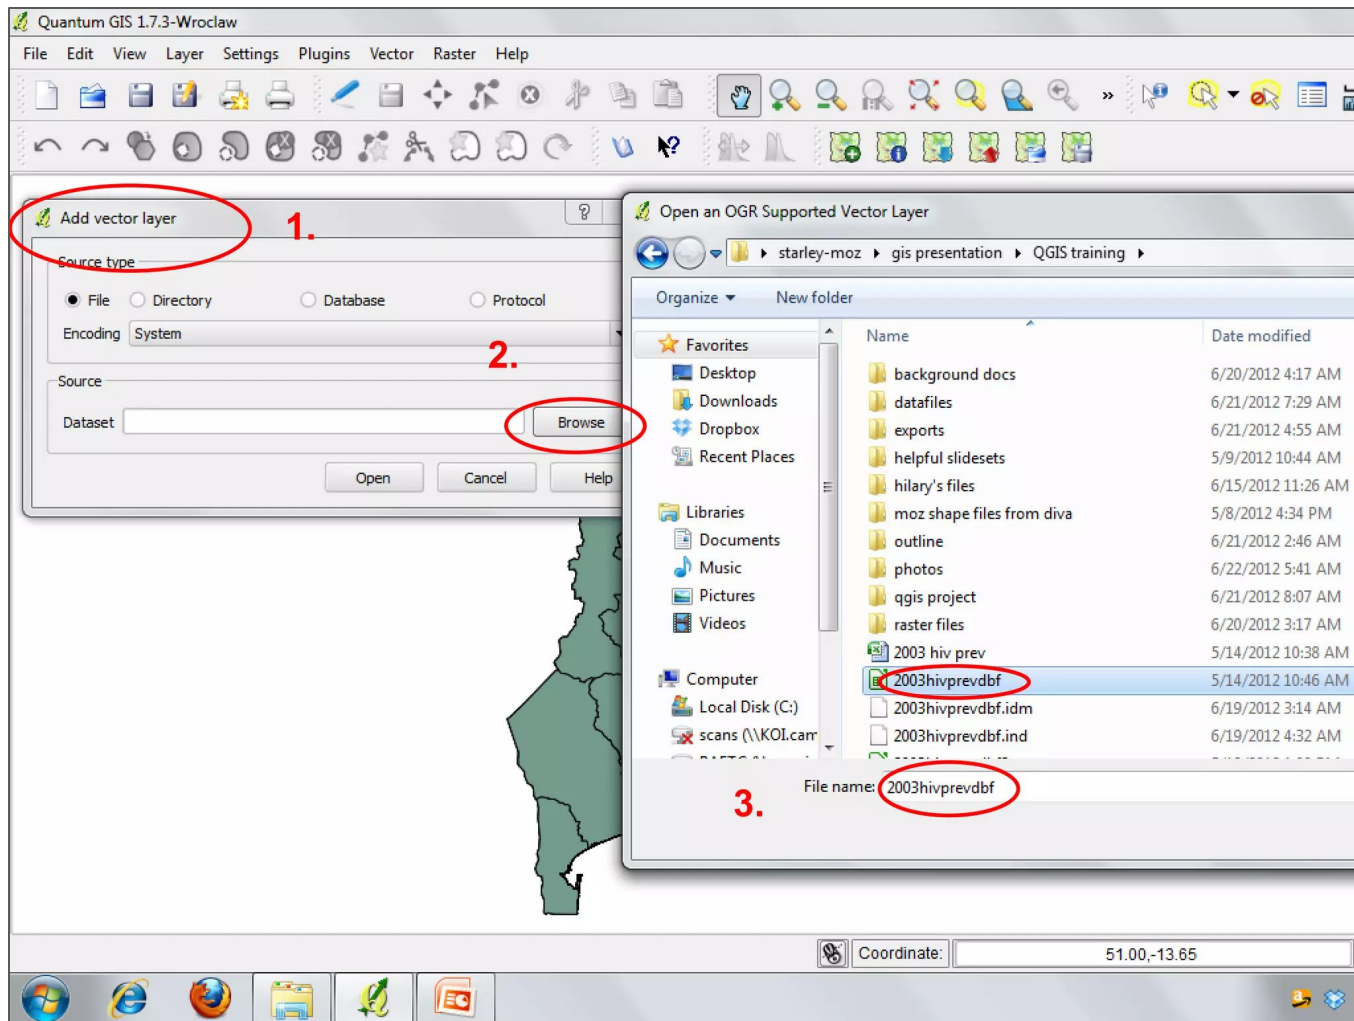 Quantum GIS 1.7.3-Wroclaw
File Edit View Layer Settings Plugins Vector Raster Help
Add vector layer
1.
Source type
File Directory Database Protocol
Encoding System
2.
Source
Dataset Browse
Open Cancel Help
Open an OGR Supported Vector Layer
starley-moz gis presentation QGIS training
Organize New folder
Favorites
Desktop
Downloads
Dropbox
Recent Places
Libraries
Documents
Music
Pictures
Videos
Computer
Local Disk (C:)
scans (\\KOI.cam
Name Date modified
background docs 6/20/2012 4:17 AM
datafiles 6/21/2012 7:29 AM
exports 6/21/2012 4:55 AM
helpful slidesets 5/9/2012 10:44 AM
hilary's files 6/15/2012 11:26 AM
moz shape files from diva 5/8/2012 4:34 PM
outline 6/21/2012 2:46 AM
photos 6/22/2012 5:41 AM
qgis project 6/21/2012 8:07 AM
raster files 6/20/2012 3:17 AM
2003 hiv prev 5/14/2012 10:38 AM
2003hivprevdbf 5/14/2012 10:46 AM
2003hivprevdbf.idm 6/19/2012 3:14 AM
2003hivprevdbf.ind 6/19/2012 4:32 AM
3.
File name: 2003hivprevdbf
Coordinate: 51.00,-13.65